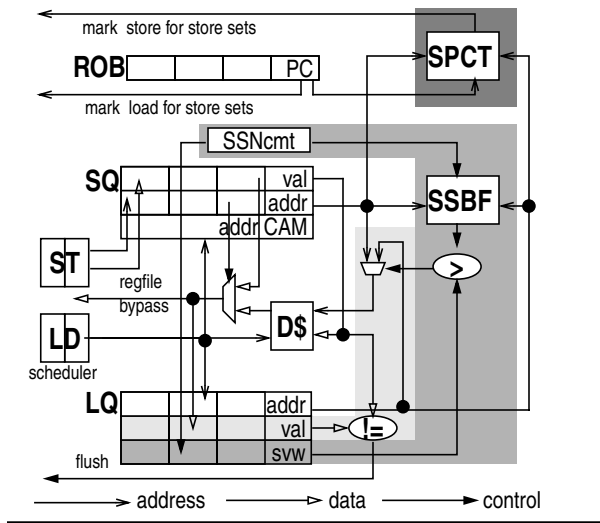 mark store for store sets
SPCT
ROB
PC
mark load for store sets
SSNcmt
SQ
val
addr
SSBF
addr CAM
ST
regfile
bypass
>
LD
D$
scheduler
LQ
addr
val
!=
svw
flush
address
data
control